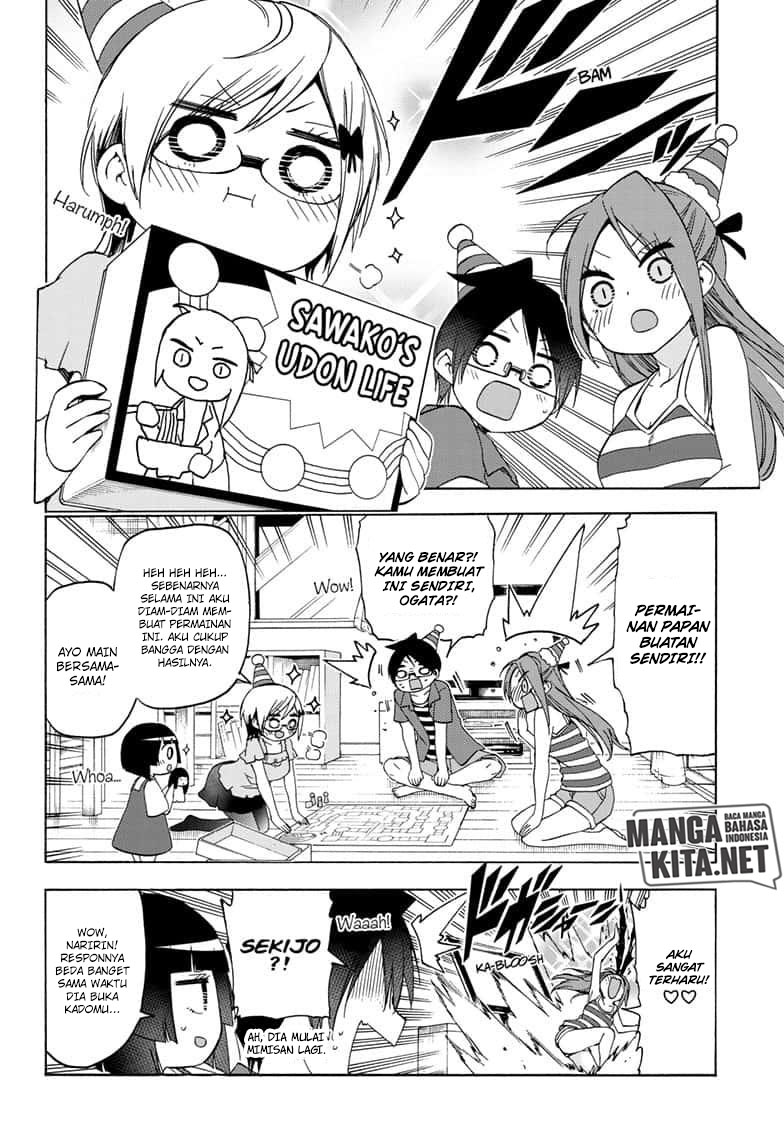 ドーン
BAM
Harumph!
SAWAKO'S
UDON LIFE
PERMAI-
NAN PAPAN
BUATAN
SENDIRI!!
YANG BENAR?!
KAMU MEMBUAT
INI SENDIRI,
OGATA?!
Wow!
HEH HEH HEH...
SEBENARNYA
SELAMA INI AKU
DIAM-DIAM MEM-
BUAT PERMAINAN
INI. AKU CUKUP
BANGGA DENGAN
HASILNYA.
AYO MAIN
BERSAMA-
SAMA!
Whoa...
MANGA
KITA.NET
BACA MANGA
BAHASA
INDONESIA
AKU
SANGAT
TERHARU!
♡♡
KA-BLOOSH
Waaah!
SEKIJO
?!
AH, DIA MULAI
MIMISAN LAGI.
WOW,
NARIRIN!
RESPONNYA
BEDA BANGET
SAMA WAKTU
DIA BUKA
KADOMU...